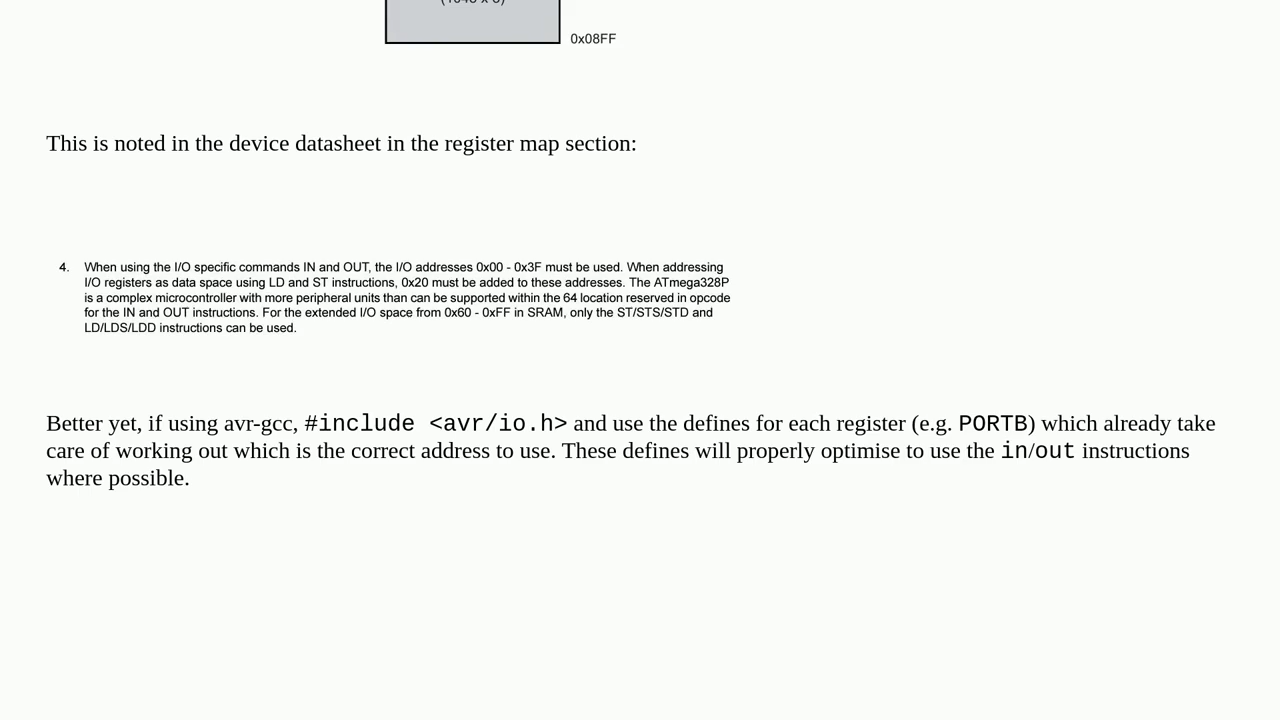 0x08FF
This is noted in the device datasheet in the register map section:
4. When using the I/O specific commands IN and OUT, the I/O addresses 0x00 - 0x3F must be used. When addressing
I/O registers as data space using LD and ST instructions, 0x20 must be added to these addresses. The ATmega328P
is a complex microcontroller with more peripheral units than can be supported within the 64 location reserved in opcode
for the IN and OUT instructions. For the extended I/O space from 0x60 - 0xFF in SRAM, only the ST/STS/STD and
LD/LDS/LDD instructions can be used.
Better yet, if using avr-gcc, #include <avr/io.h> and use the defines for each register (e.g. PORTB) which already take
care of working out which is the correct address to use. These defines will properly optimise to use the in/out instructions
where possible.